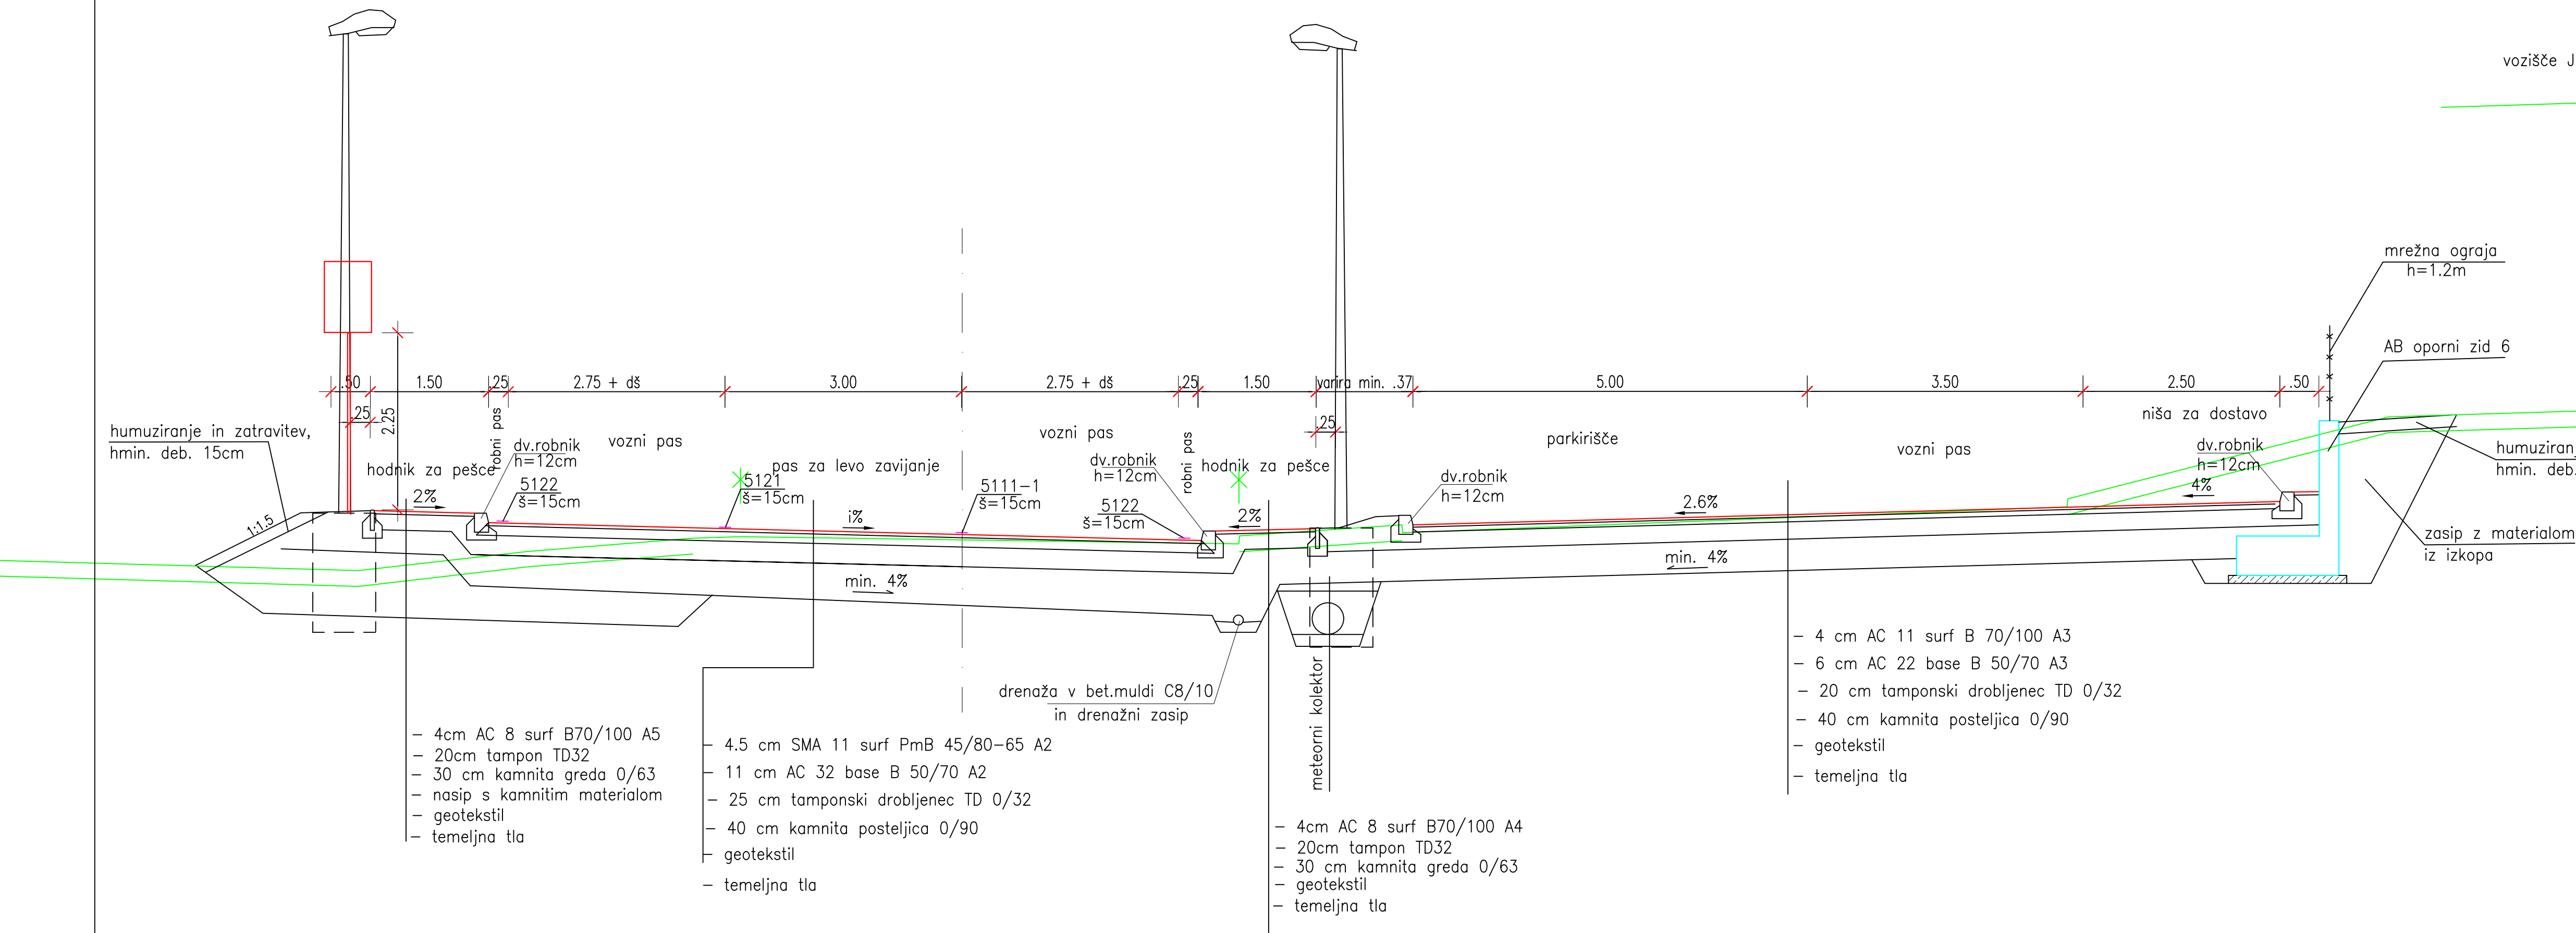 vozišče J
mrežna ograja
h=1.2m
AB oporni zid 6
.50
1.50
.25
2.75 + dš
3.00
2.75 + dš
.25
1.50
varira min. .37
5.00
3.50
2.50
.50
.25
2.25
.25
robni pas
robni pas
humuziranje in zatravitev,
hmin. deb. 15cm
1:1.5
hodnik za pešce
2%
dv.robnik
h=12cm
5122
š=15cm
vozni pas
5121
š=15cm
pas za levo zavijanje
i%
5111-1
š=15cm
vozni pas
dv.robnik
h=12cm
5122
š=15cm
hodnik za pešce
2%
dv.robnik
h=12cm
parkirišče
2.6%
vozni pas
niša za dostavo
dv.robnik
h=12cm
4%
humuziran
hmin. deb.
zasip z materialom
iz izkopa
min. 4%
min. 4%
drenaža v bet.muldi C8/10
in drenažni zasip
meteorni kolektor
- 4cm AC 8 surf B70/100 A5
- 20cm tampon TD32
- 30 cm kamnita greda 0/63
- nasip s kamnitim materialom
- geotekstil
- temeljna tla
- 4.5 cm SMA 11 surf PmB 45/80-65 A2
- 11 cm AC 32 base B 50/70 A2
- 25 cm tamponski drobljenec TD 0/32
- 40 cm kamnita posteljica 0/90
- geotekstil
- temeljna tla
- 4cm AC 8 surf B70/100 A4
- 20cm tampon TD32
- 30 cm kamnita greda 0/63
- geotekstil
- temeljna tla
- 4 cm AC 11 surf B 70/100 A3
- 6 cm AC 22 base B 50/70 A3
- 20 cm tamponski drobljenec TD 0/32
- 40 cm kamnita posteljica 0/90
- geotekstil
- temeljna tla